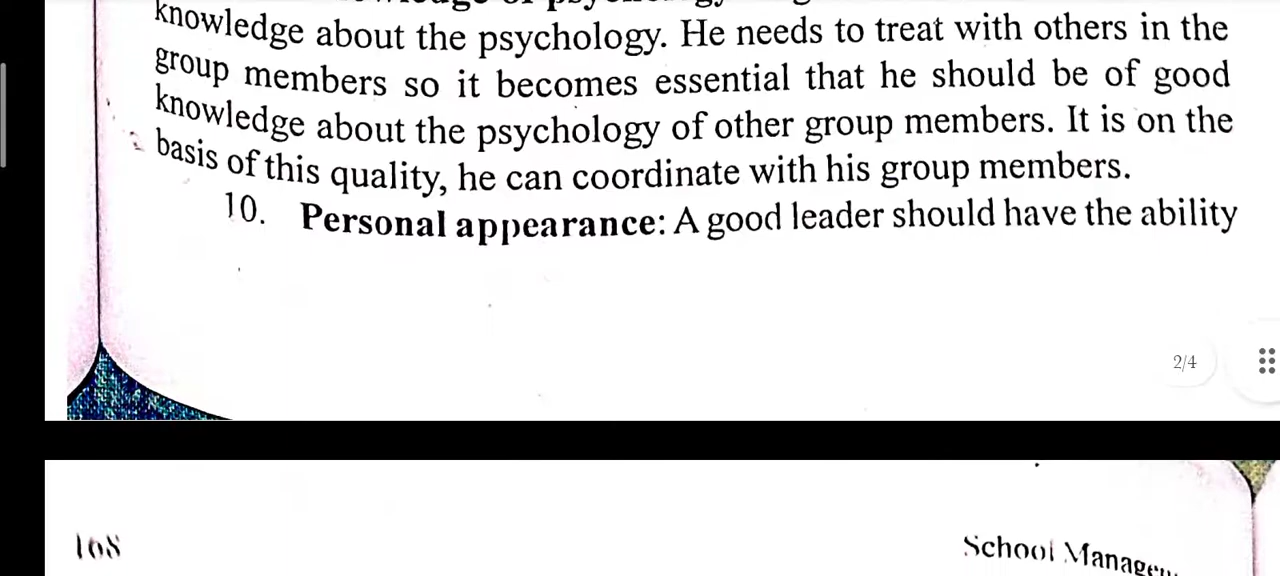 knowledge about the psychology. He needs to treat with others in the
group members so it becomes essential that he should be of good
knowledge about the psychology of other group members. It is on the
basis of this quality, he can coordinate with his group members.
10. Personal appearance: A good leader should have the ability
2/4
168
School